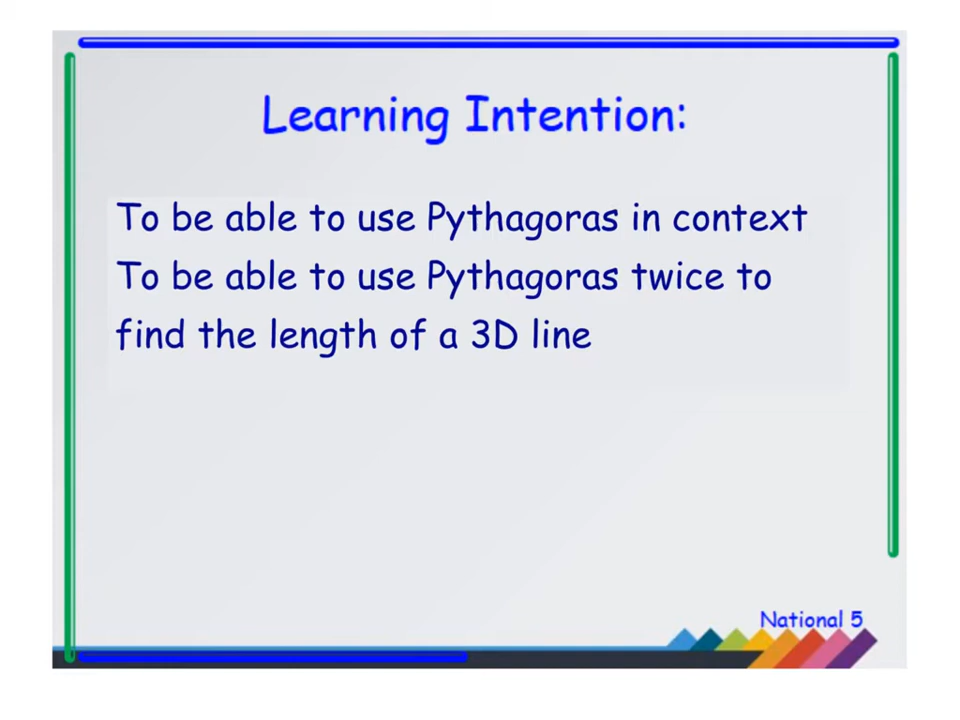 Learning Intention:
To be able to use Pythagoras in context
To be able to use Pythagoras twice to
find the length of a 3D line
National 5